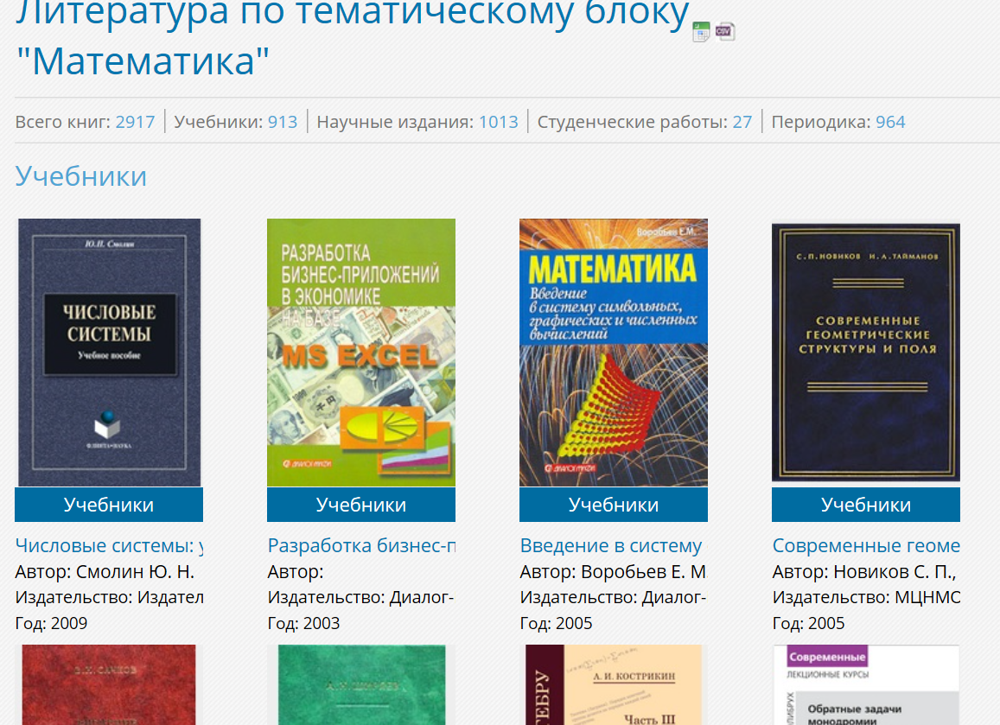 Литература по тематическому блоку
"Математика"
CSV
Всего книг: 2917 Учебники: 913 Научные издания: 1013 Студенческие работы: 27 Периодика: 964
Учебники
Ю.Н. Смолин
ЧИСЛОВЫЕ
СИСТЕМЫ
Учебное пособие
ФЛИНТА•НАУКА
Учебники
Числовые системы: у
Автор: Смолин Ю. Н.
Издательство: Издател
Год: 2009
РАЗРАБОТКА
БИЗНЕС-ПРИЛОЖЕНИЙ
В ЭКОНОМИКЕ
НА БАЗЕ
MS EXCEL
ДИАЛОГ МИФИ
Учебники
Разработка бизнес-п
Автор:
Издательство: Диалог-
Год: 2003
Воробьев Е.М.
МАТЕМАТИКА
Введение
в систему символьных,
графических и численных
вычислений
ДИАЛОГ МИФИ
Учебники
Введение в систему
Автор: Воробьев Е. М
Издательство: Диалог-
Год: 2005
С.П.НОВИКОВ И.А.ТАЙМАНОВ
СОВРЕМЕННЫЕ
ГЕОМЕТРИЧЕСКИЕ
СТРУКТУРЫ И ПОЛЯ
Учебники
Современные геоме
Автор: Новиков С. П.,
Издательство: МЦНМО
Год: 2005
САЧКОВ
А.Н. ШИРЯЕВ
ГЕБРУ
А. И. КОСТРИКИН
Часть III
Современные
ЛЕКЦИОННЫЕ КУРСЫ
ЛИБРУХ
Обратные задачи
монодромии